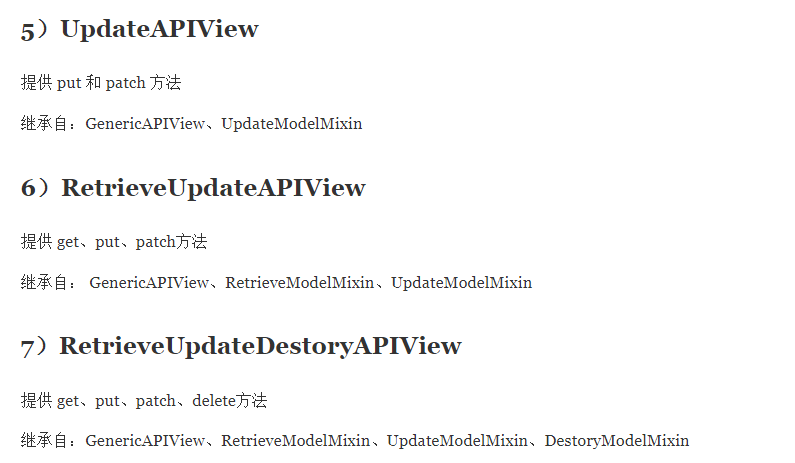 5）UpdateAPIView
提供 put 和 patch 方法
继承自：GenericAPIView、UpdateModelMixin
6）RetrieveUpdateAPIView
提供 get、put、patch方法
继承自： GenericAPIView、RetrieveModelMixin、UpdateModelMixin
7）RetrieveUpdateDestoryAPIView
提供 get、put、patch、delete方法
继承自：GenericAPIView、RetrieveModelMixin、UpdateModelMixin、DestoryModelMixin